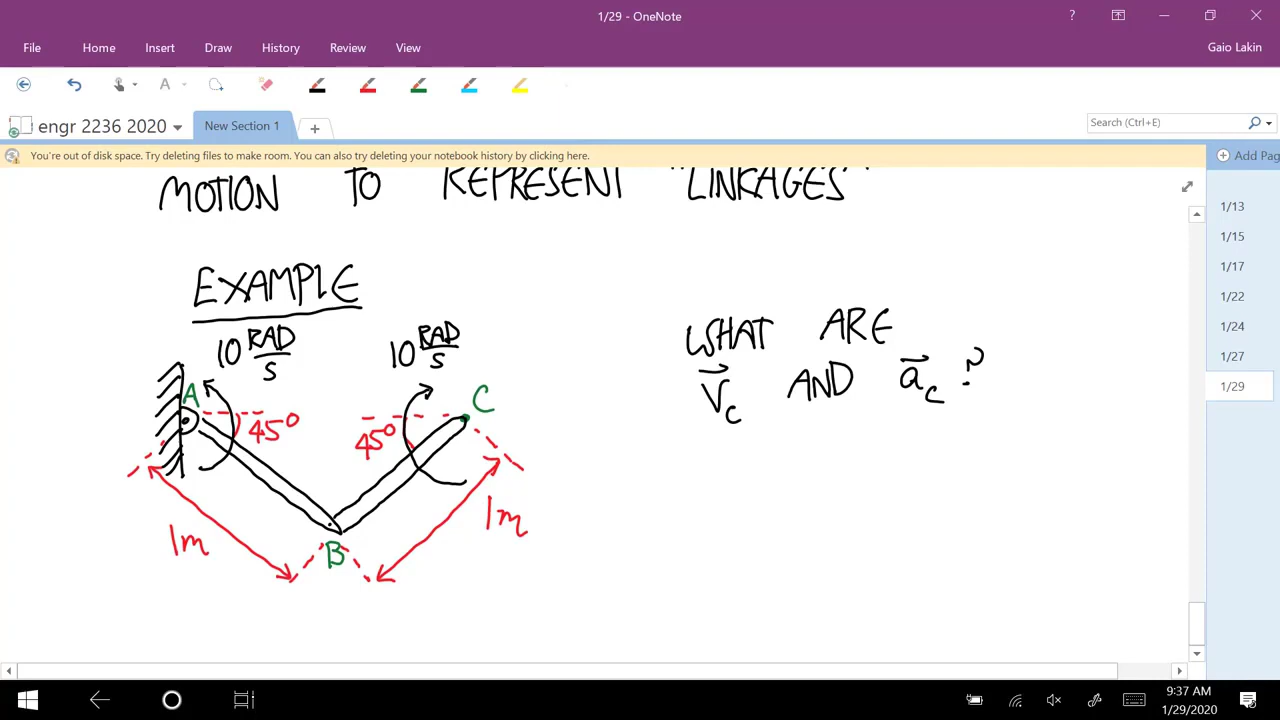 1/29 - OneNote
?
File Home Insert Draw History Review View
Gaio Lakin
A
engr 2236 2020
New Section 1
+
Search (Ctrl+E)
You're out of disk space. Try deleting files to make room. You can also try deleting your notebook history by clicking here.
Add Pag
1/13
1/15
1/17
1/22
1/24
1/27
1/29
MOTION TO REPRESENT "LINKAGES"
EXAMPLE
10 RAD/S
10 RAD/S
A
45°
45°
C
1m
1m
B
WHAT ARE
V⃗c AND a⃗c ?
9:37 AM
1/29/2020